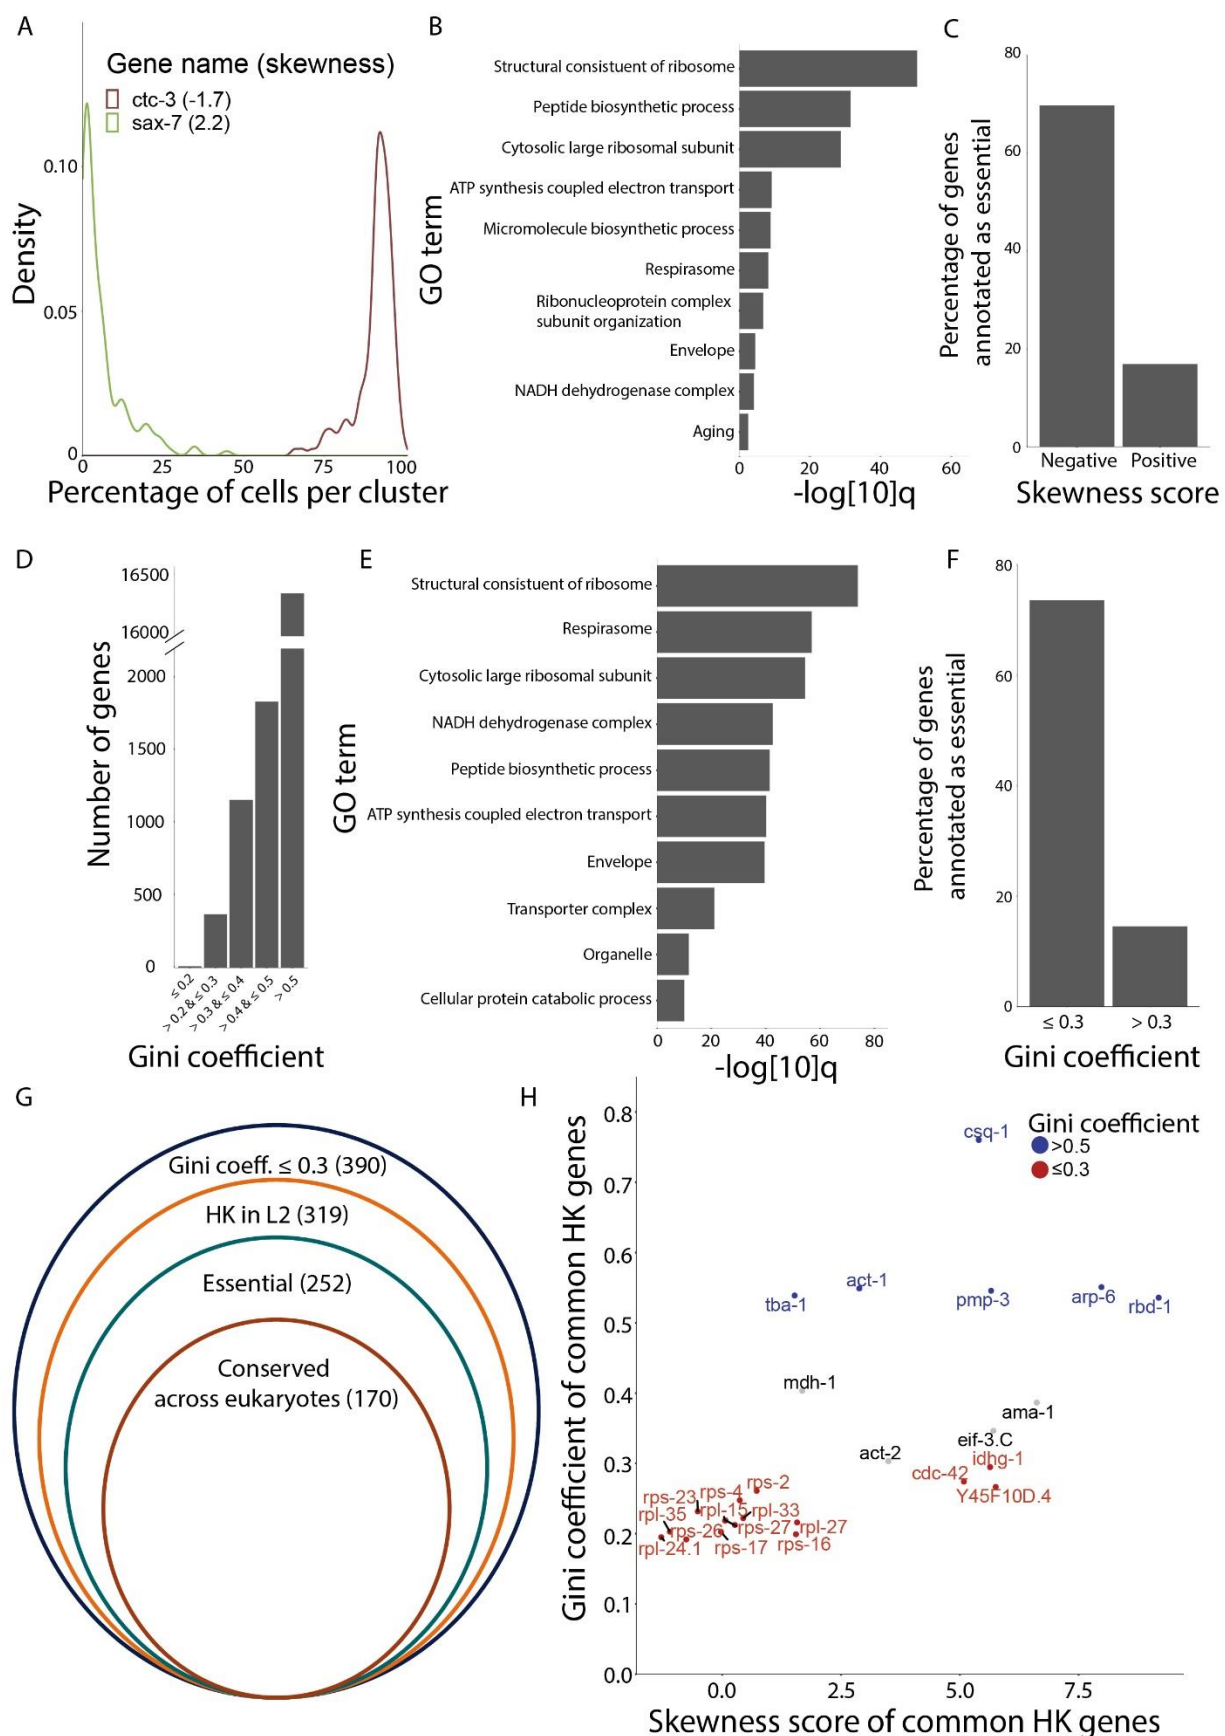 A
Gene name (skewness)
ctc-3 (-1.7)
sax-7 (2.2)
0.10
0.05
0
0 25 50 75 100
Density
Percentage of cells per cluster
B
GO term
Structural consistuent of ribosome
Peptide biosynthetic process
Cytosolic large ribosomal subunit
ATP synthesis coupled electron transport
Micromolecule biosynthetic process
Respirasome
Ribonucleoprotein complex
subunit organization
Envelope
NADH dehydrogenase complex
Aging
0 20 40 60
-log[10]q
C
Percentage of genes
annotated as essential
80
60
40
20
0
Negative Positive
Skewness score
D
Number of genes
16500
16000
2000
1500
1000
500
0
≤ 0.2
> 0.2 & ≤ 0.3
> 0.3 & ≤ 0.4
> 0.4 & ≤ 0.5
> 0.5
Gini coefficient
E
GO term
Structural consistuent of ribosome
Respirasome
Cytosolic large ribosomal subunit
NADH dehydrogenase complex
Peptide biosynthetic process
ATP synthesis coupled electron transport
Envelope
Transporter complex
Organelle
Cellular protein catabolic process
0 20 40 60 80
-log[10]q
F
Percentage of genes
annotated as essential
80
60
40
20
0
≤ 0.3 > 0.3
Gini coefficient
G
Gini coeff. ≤ 0.3 (390)
HK in L2 (319)
Essential (252)
Conserved
across eukaryotes (170)
H
Gini coefficient of common HK genes
0.8
0.7
0.6
0.5
0.4
0.3
0.2
0.1
0.0
Gini coefficient
>0.5
≤0.3
csq-1
act-1
tba-1
pmp-3
arp-6
rbd-1
mdh-1
ama-1
eif-3.C
act-2
idhg-1
cdc-42
Y45F10D.4
rps-2
rps-23
rps-4
rpl-35
rpl-15
rpl-33
rps-26
rps-27
rpl-27
rpl-24.1
rps-17
rps-16
0.0 2.5 5.0 7.5
Skewness score of common HK genes